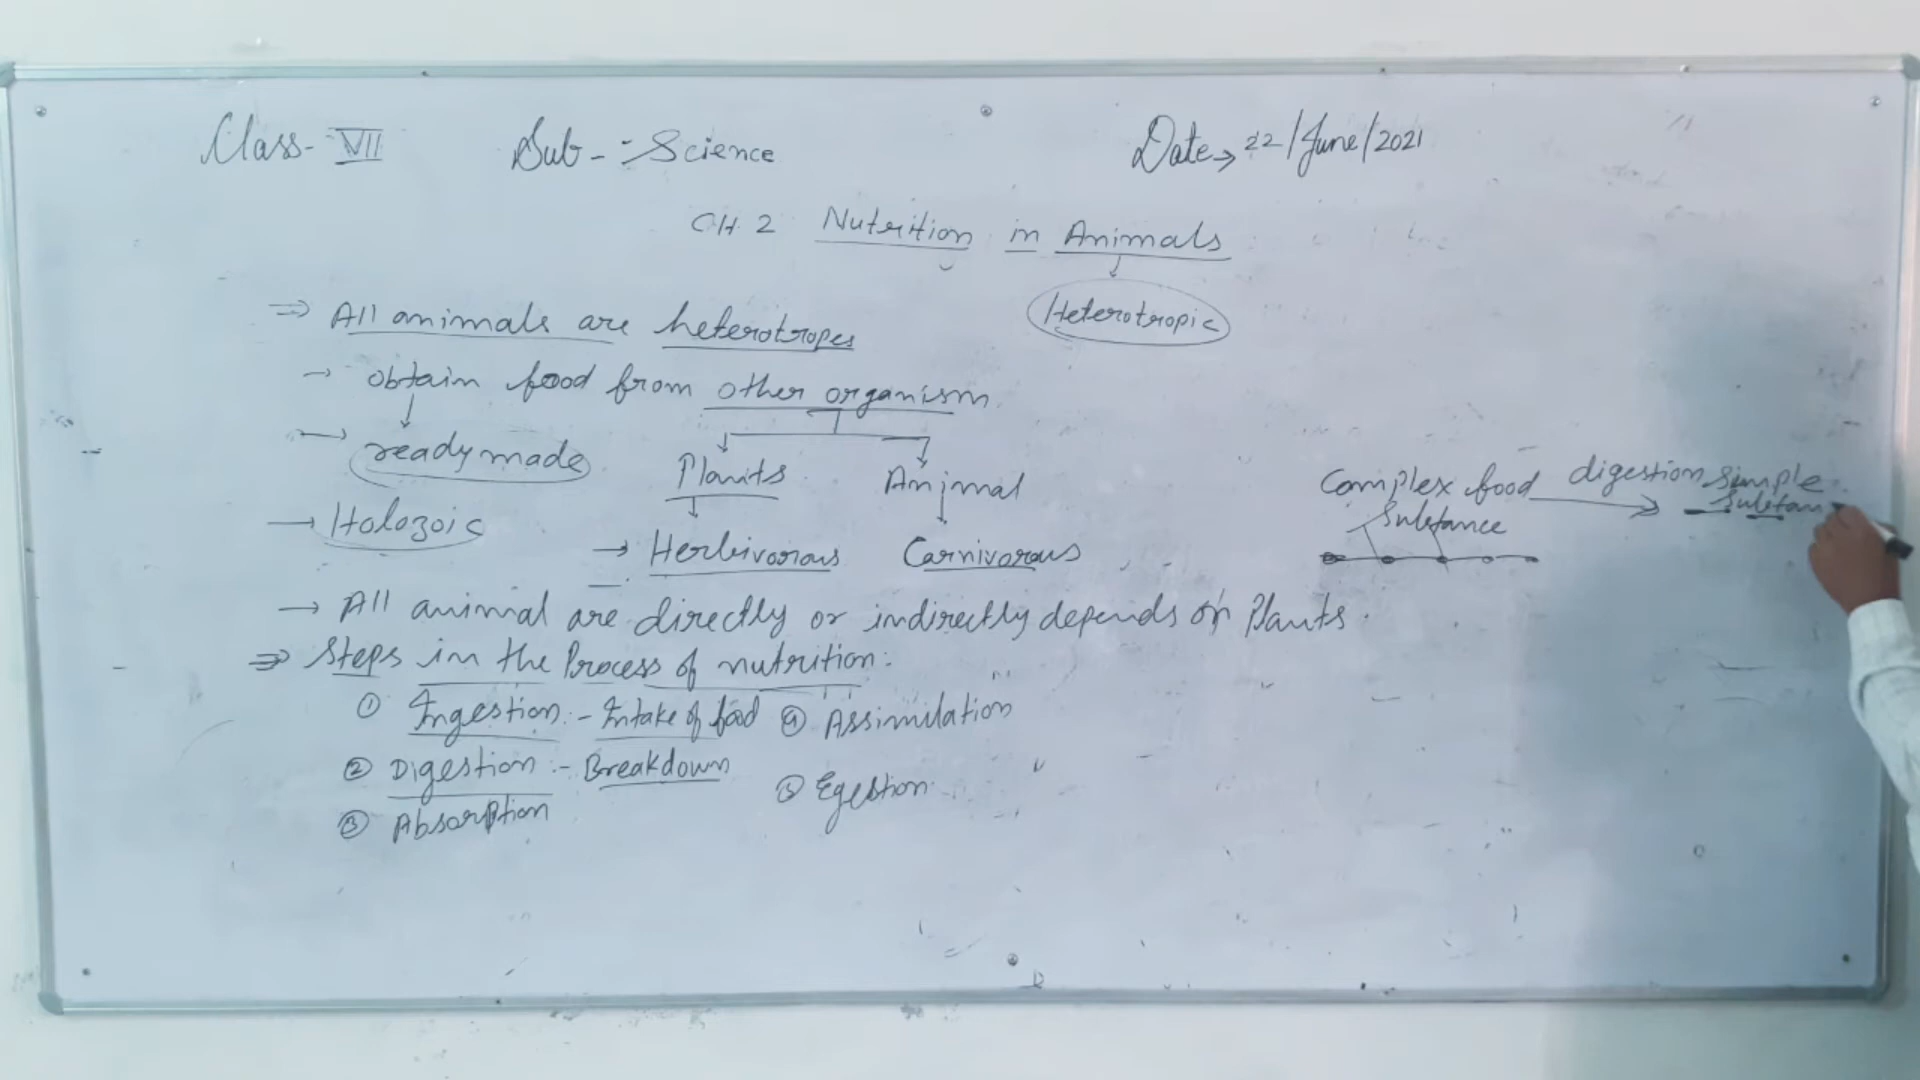 Class- VII Sub - :- Science Date → 22/June/2021
CH. 2 Nutrition in Animals
Heterotropic
⇒ All animals are heterotropes
→ obtain food from other organism.
→ readymade
Plants Animal
→ Holozoic
→ Herbivorous Carnivorous
→ All animal are directly or indirectly depends on Plants.
⇒ Steps in the Process of nutrition:
① Ingestion :- Intake of food ④ Assimilation
② Digestion :- Breakdown ⑤ Egestion
③ Absorption
Complex food digestion → Simple
Substance Substan